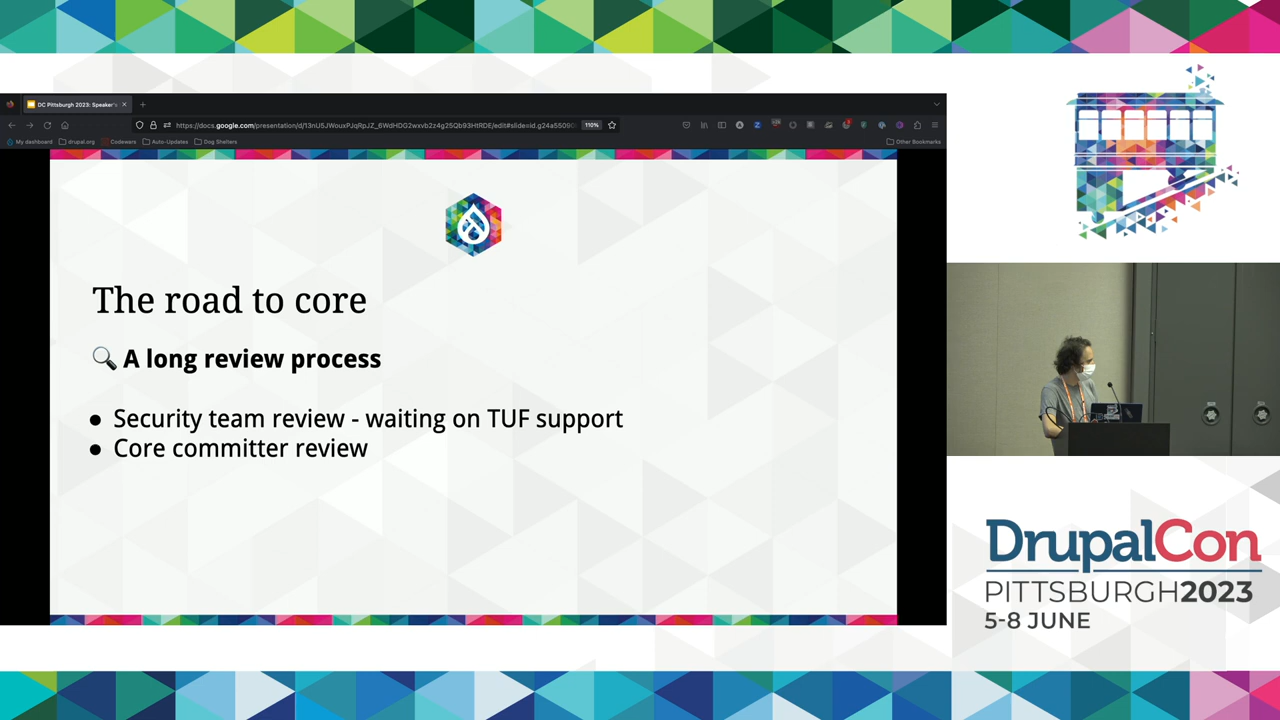 DC Pittsburgh 2023: Speaker's
110%
My dashboard
drupal.org
Codewars
Auto-Updates
Dog Shelters
Other Bookmarks
The road to core
🔍 A long review process
● Security team review - waiting on TUF support
● Core committer review
DrupalCon
PITTSBURGH2023
5-8 JUNE